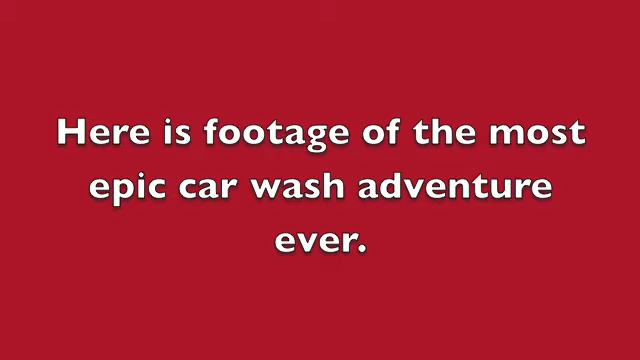 Here is footage of the most
epic car wash adventure
ever.